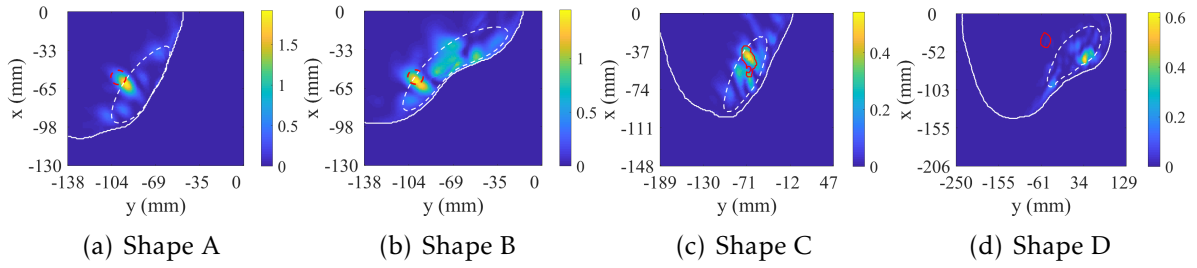 0
-33
-65
-98
-130
x (mm)
-138 -104 -69 -35 0
y (mm)
0
0.5
1
1.5
(a) Shape A
0
-33
-65
-98
-130
x (mm)
-138 -104 -69 -35 0
y (mm)
0
0.5
1
(b) Shape B
0
-37
-74
-111
-148
x (mm)
-189 -130 -71 -12 47
y (mm)
0
0.2
0.4
(c) Shape C
0
-52
-103
-155
-206
x (mm)
-250 -155 -61 34 129
y (mm)
0
0.2
0.4
0.6
(d) Shape D